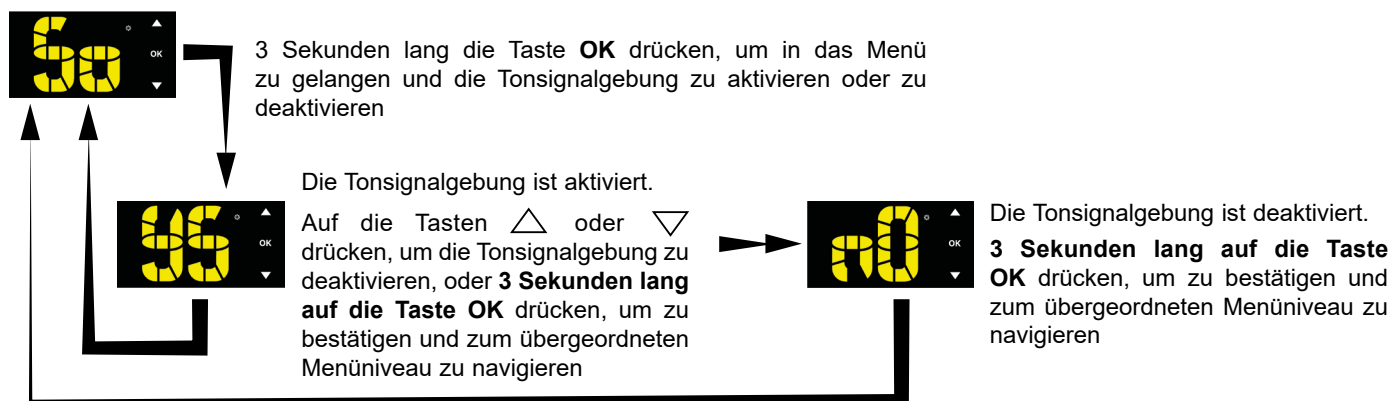 So
OK
3 Sekunden lang die Taste OK drücken, um in das Menü
zu gelangen und die Tonsignalgebung zu aktivieren oder zu
deaktivieren
YS
OK
Die Tonsignalgebung ist aktiviert.
Auf die Tasten △ oder ▽
drücken, um die Tonsignalgebung zu
deaktivieren, oder 3 Sekunden lang
auf die Taste OK drücken, um zu
bestätigen und zum übergeordneten
Menüniveau zu navigieren
nO
OK
Die Tonsignalgebung ist deaktiviert.
3 Sekunden lang auf die Taste
OK drücken, um zu bestätigen und
zum übergeordneten Menüniveau zu
navigieren